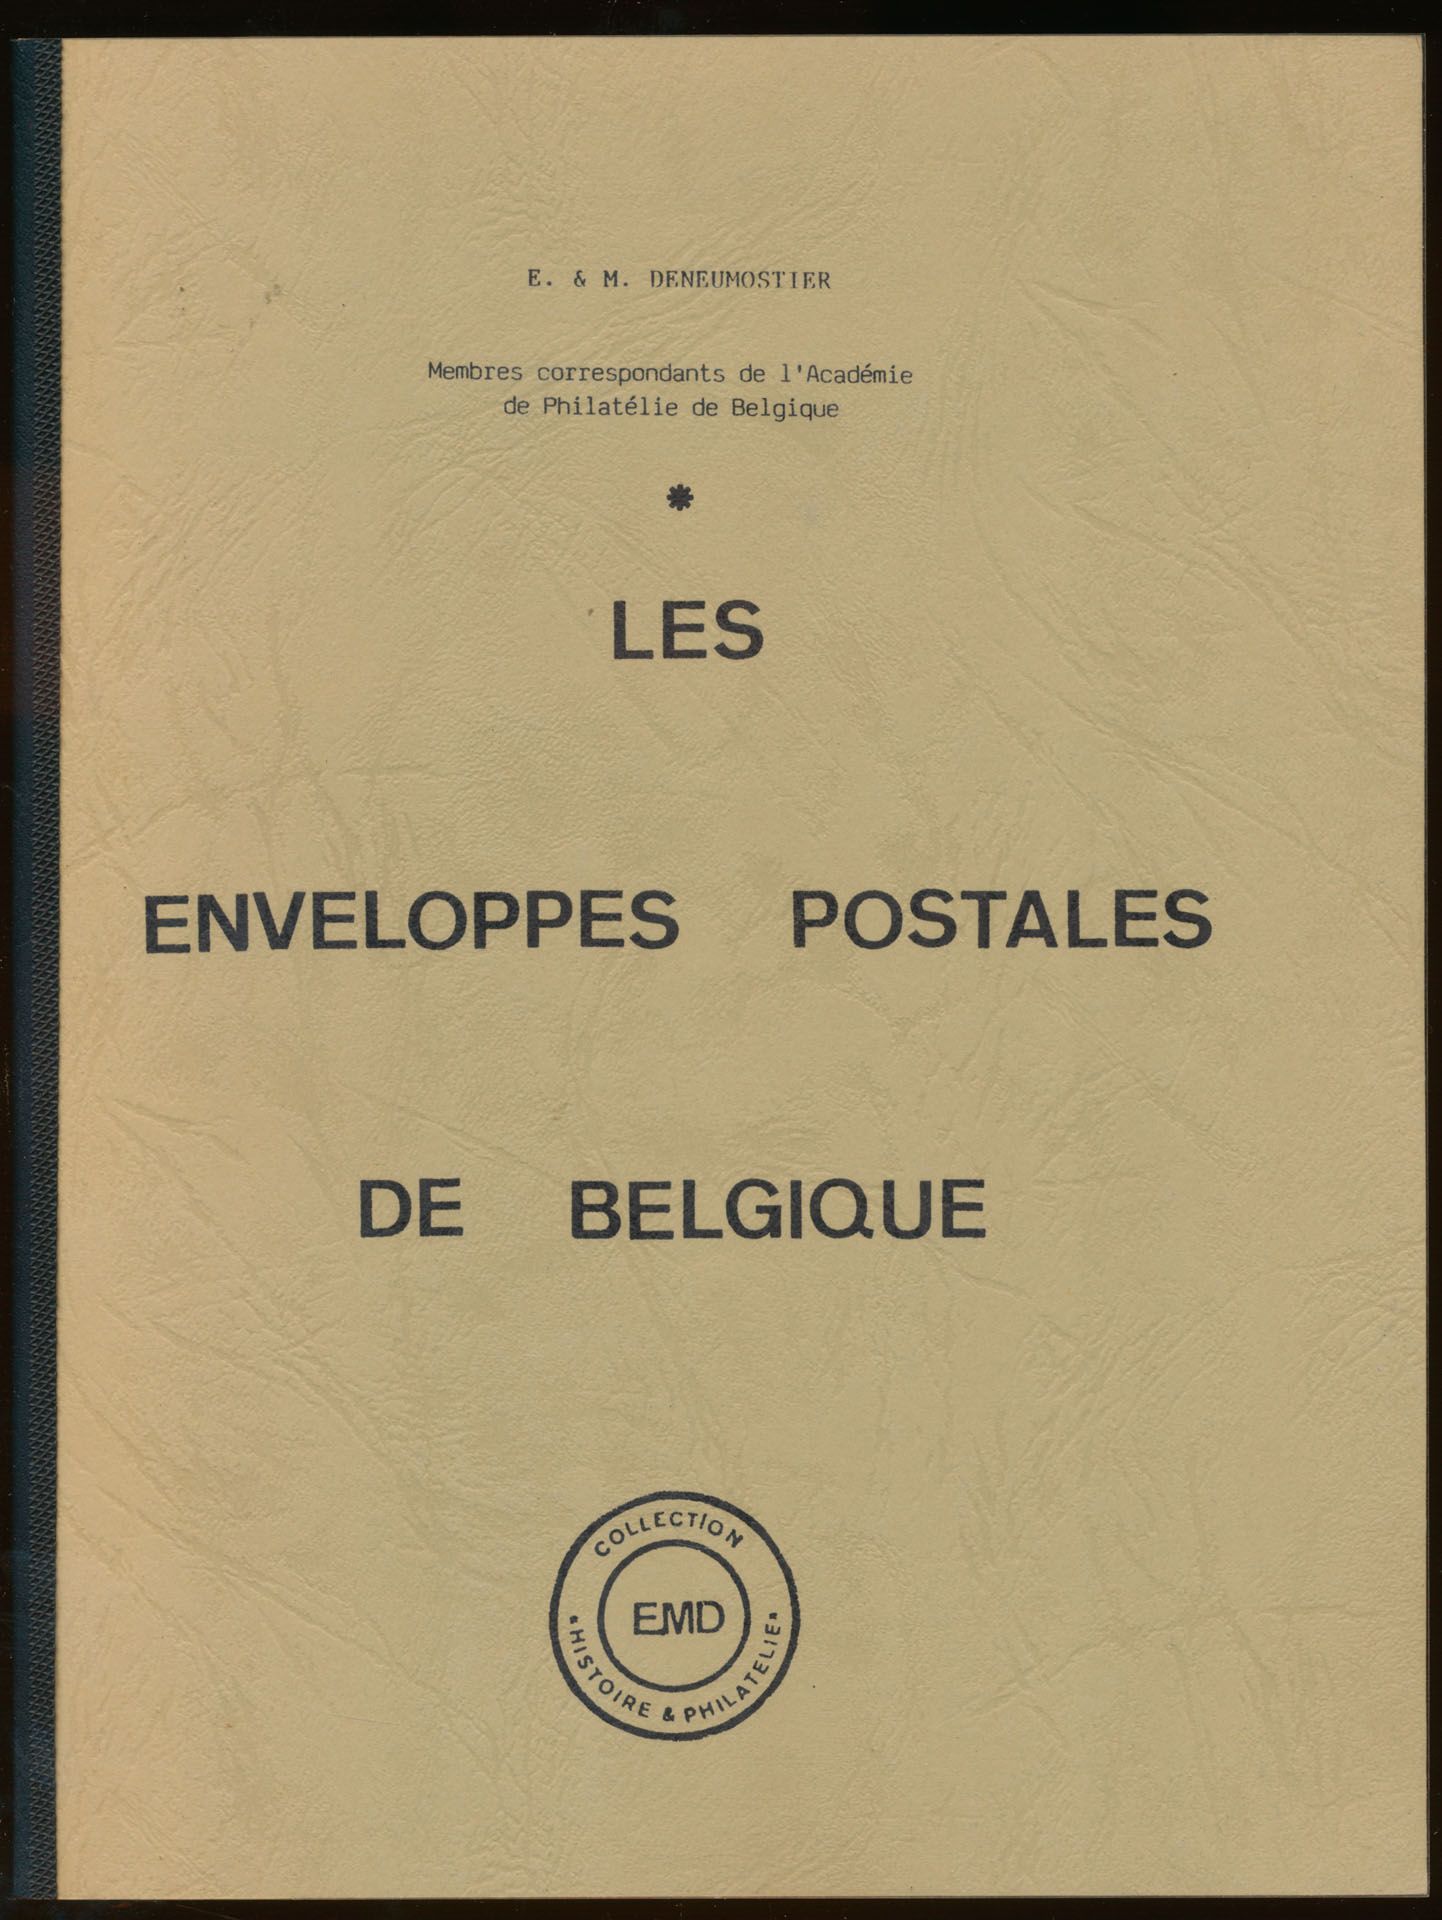 E. & M. DENEUMOSTIER
Membres correspondants de l'Académie
de Philatélie de Belgique
*
LES
ENVELOPPES POSTALES
DE BELGIQUE
COLLECTION
EMD
"HISTOIRE & PHILATELIE"